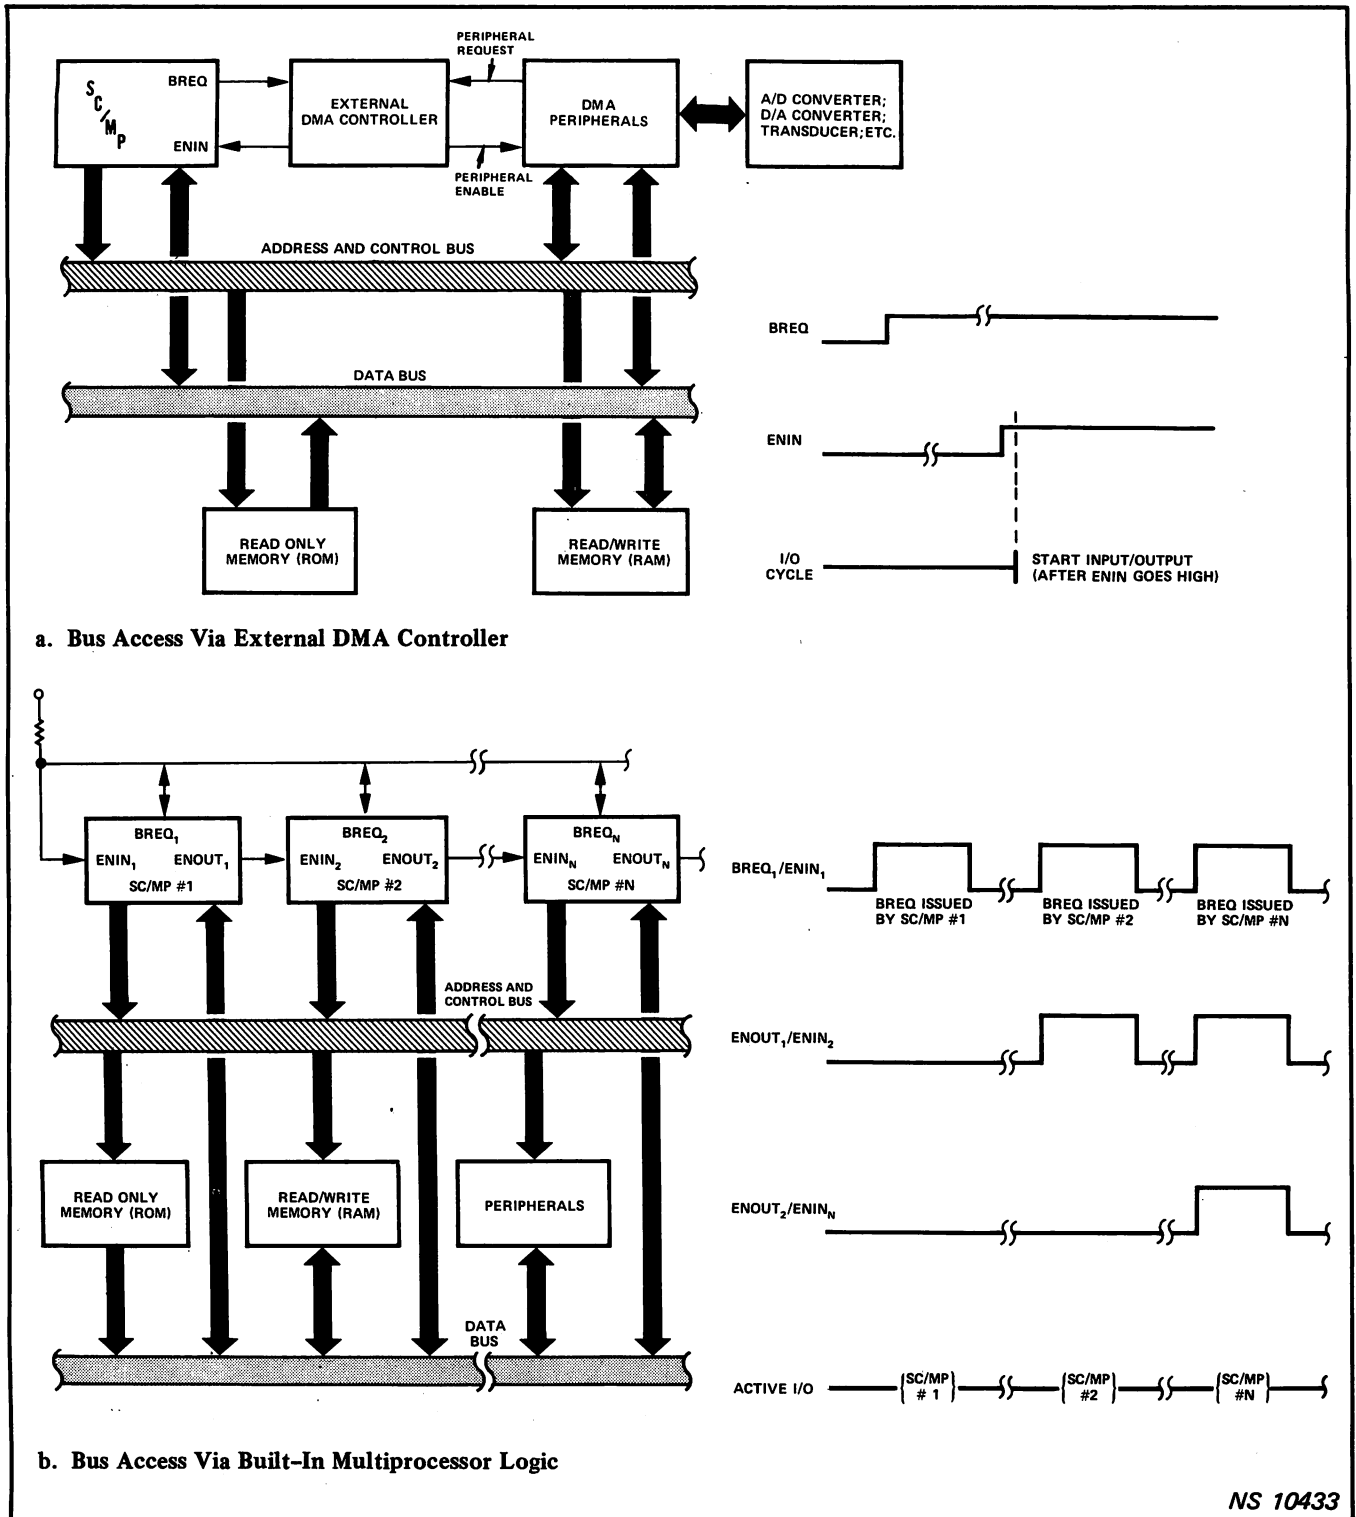 PERIPHERAL
REQUEST
SC/MP
BREQ
ENIN
EXTERNAL
DMA CONTROLLER
DMA
PERIPHERALS
A/D CONVERTER;
D/A CONVERTER;
TRANSDUCER; ETC.
PERIPHERAL
ENABLE
ADDRESS AND CONTROL BUS
DATA BUS
READ ONLY
MEMORY (ROM)
READ/WRITE
MEMORY (RAM)
BREQ
ENIN
I/O
CYCLE
START INPUT/OUTPUT
(AFTER ENIN GOES HIGH)
a. Bus Access Via External DMA Controller
BREQ₁
ENIN₁ ENOUT₁
SC/MP #1
BREQ₂
ENIN₂ ENOUT₂
SC/MP #2
BREQ_N
ENIN_N ENOUT_N
SC/MP #N
ADDRESS AND
CONTROL BUS
READ ONLY
MEMORY (ROM)
READ/WRITE
MEMORY (RAM)
PERIPHERALS
DATA
BUS
BREQ₁/ENIN₁
BREQ ISSUED
BY SC/MP #1
BREQ ISSUED
BY SC/MP #2
BREQ ISSUED
BY SC/MP #N
ENOUT₁/ENIN₂
ENOUT₂/ENIN_N
ACTIVE I/O
SC/MP
# 1
SC/MP
#2
SC/MP
#N
b. Bus Access Via Built-In Multiprocessor Logic
NS 10433